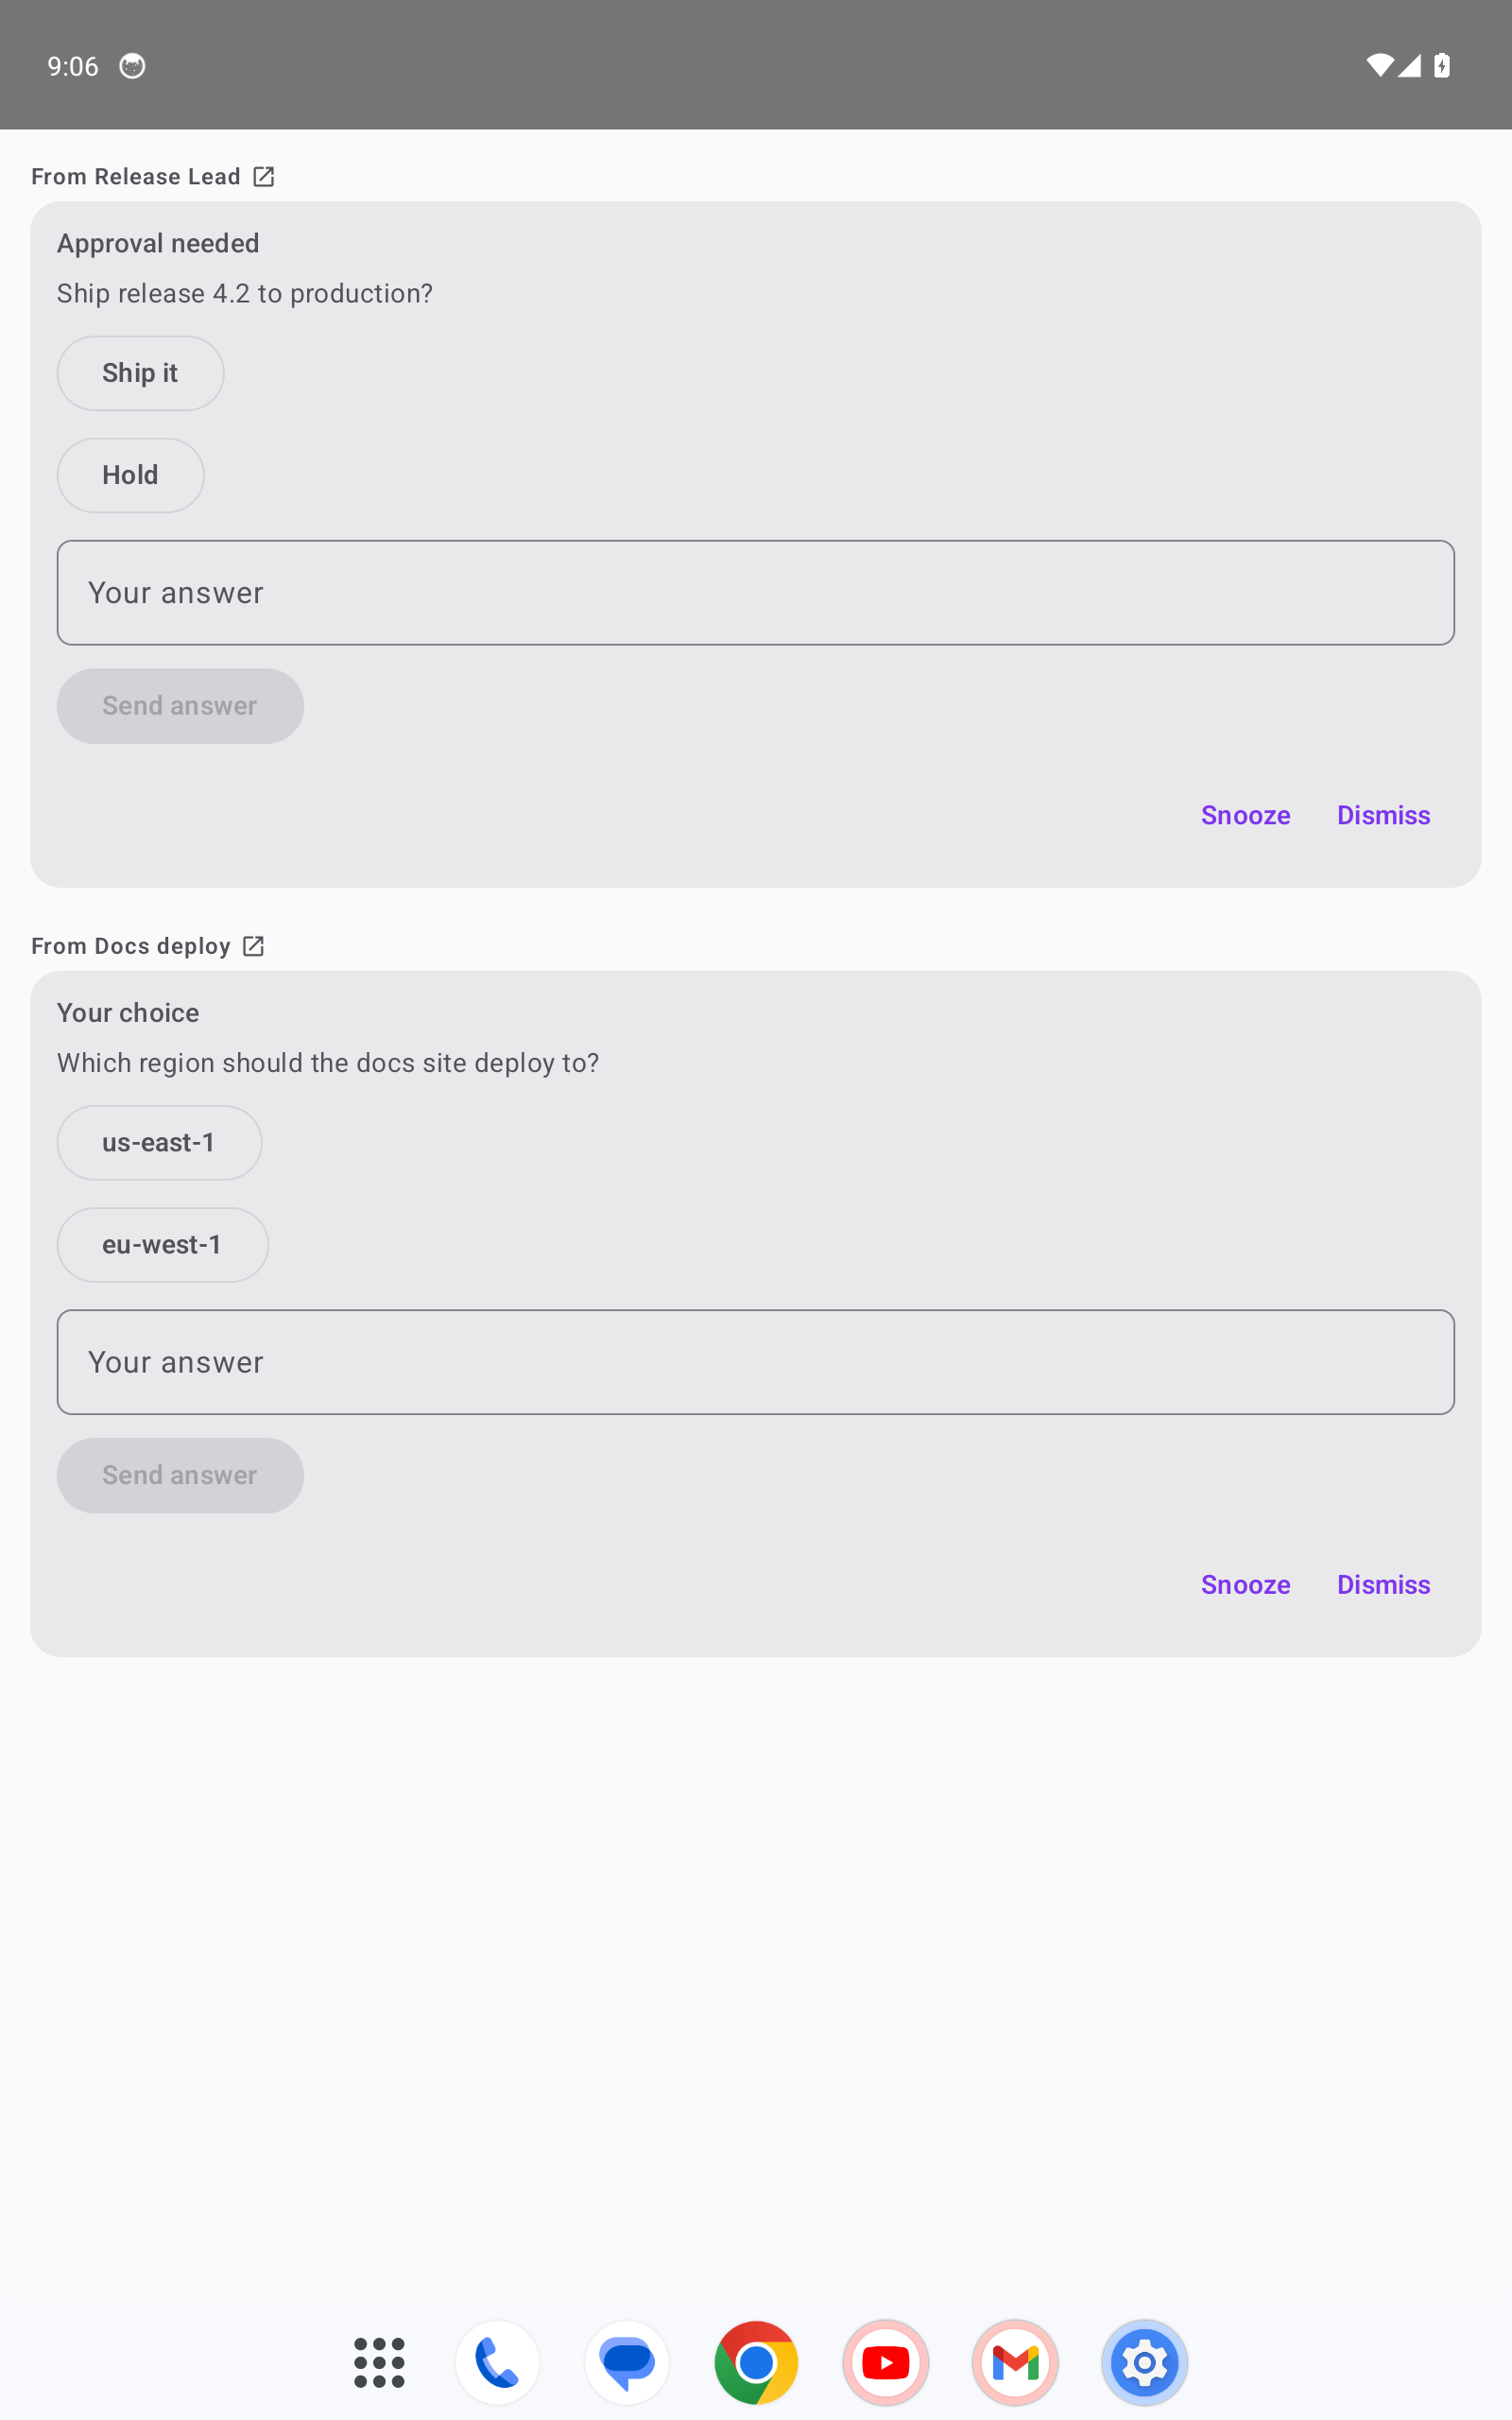 9:06
From Release Lead
Approval needed
Ship release 4.2 to production?
Ship it
Hold
Your answer
Send answer
Snooze Dismiss
From Docs deploy
Your choice
Which region should the docs site deploy to?
us-east-1
eu-west-1
Your answer
Send answer
Snooze Dismiss